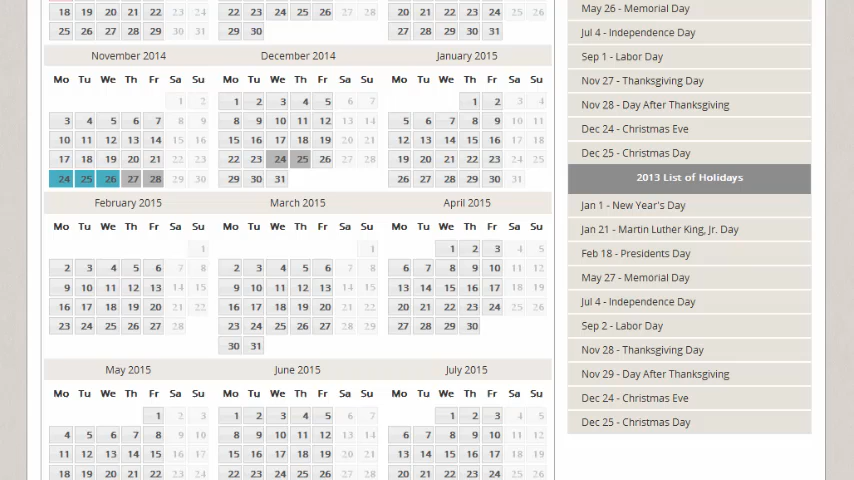 18 19 20 21 22 23 24
25 26 27 28 29 30 31
22 23 24 25 26 27 28
29 30
20 21 22 23 24 25 26
27 28 29 30 31
November 2014
Mo Tu We Th Fr Sa Su
1 2
3 4 5 6 7 8 9
10 11 12 13 14 15 16
17 18 19 20 21 22 23
24 25 26 27 28 29 30
December 2014
Mo Tu We Th Fr Sa Su
1 2 3 4 5 6 7
8 9 10 11 12 13 14
15 16 17 18 19 20 21
22 23 24 25 26 27 28
29 30 31
January 2015
Mo Tu We Th Fr Sa Su
1 2 3 4
5 6 7 8 9 10 11
12 13 14 15 16 17 18
19 20 21 22 23 24 25
26 27 28 29 30 31
February 2015
Mo Tu We Th Fr Sa Su
1
2 3 4 5 6 7 8
9 10 11 12 13 14 15
16 17 18 19 20 21 22
23 24 25 26 27 28
March 2015
Mo Tu We Th Fr Sa Su
1
2 3 4 5 6 7 8
9 10 11 12 13 14 15
16 17 18 19 20 21 22
23 24 25 26 27 28 29
30 31
April 2015
Mo Tu We Th Fr Sa Su
1 2 3 4 5
6 7 8 9 10 11 12
13 14 15 16 17 18 19
20 21 22 23 24 25 26
27 28 29 30
May 2015
Mo Tu We Th Fr Sa Su
1 2 3
4 5 6 7 8 9 10
11 12 13 14 15 16 17
18 19 20 21 22 23 24
June 2015
Mo Tu We Th Fr Sa Su
1 2 3 4 5 6 7
8 9 10 11 12 13 14
15 16 17 18 19 20 21
22 23 24 25 26 27 28
July 2015
Mo Tu We Th Fr Sa Su
1 2 3 4 5
6 7 8 9 10 11 12
13 14 15 16 17 18 19
20 21 22 23 24 25 26
May 26 - Memorial Day
Jul 4 - Independence Day
Sep 1 - Labor Day
Nov 27 - Thanksgiving Day
Nov 28 - Day After Thanksgiving
Dec 24 - Christmas Eve
Dec 25 - Christmas Day
2013 List of Holidays
Jan 1 - New Year's Day
Jan 21 - Martin Luther King, Jr. Day
Feb 18 - Presidents Day
May 27 - Memorial Day
Jul 4 - Independence Day
Sep 2 - Labor Day
Nov 28 - Thanksgiving Day
Nov 29 - Day After Thanksgiving
Dec 24 - Christmas Eve
Dec 25 - Christmas Day